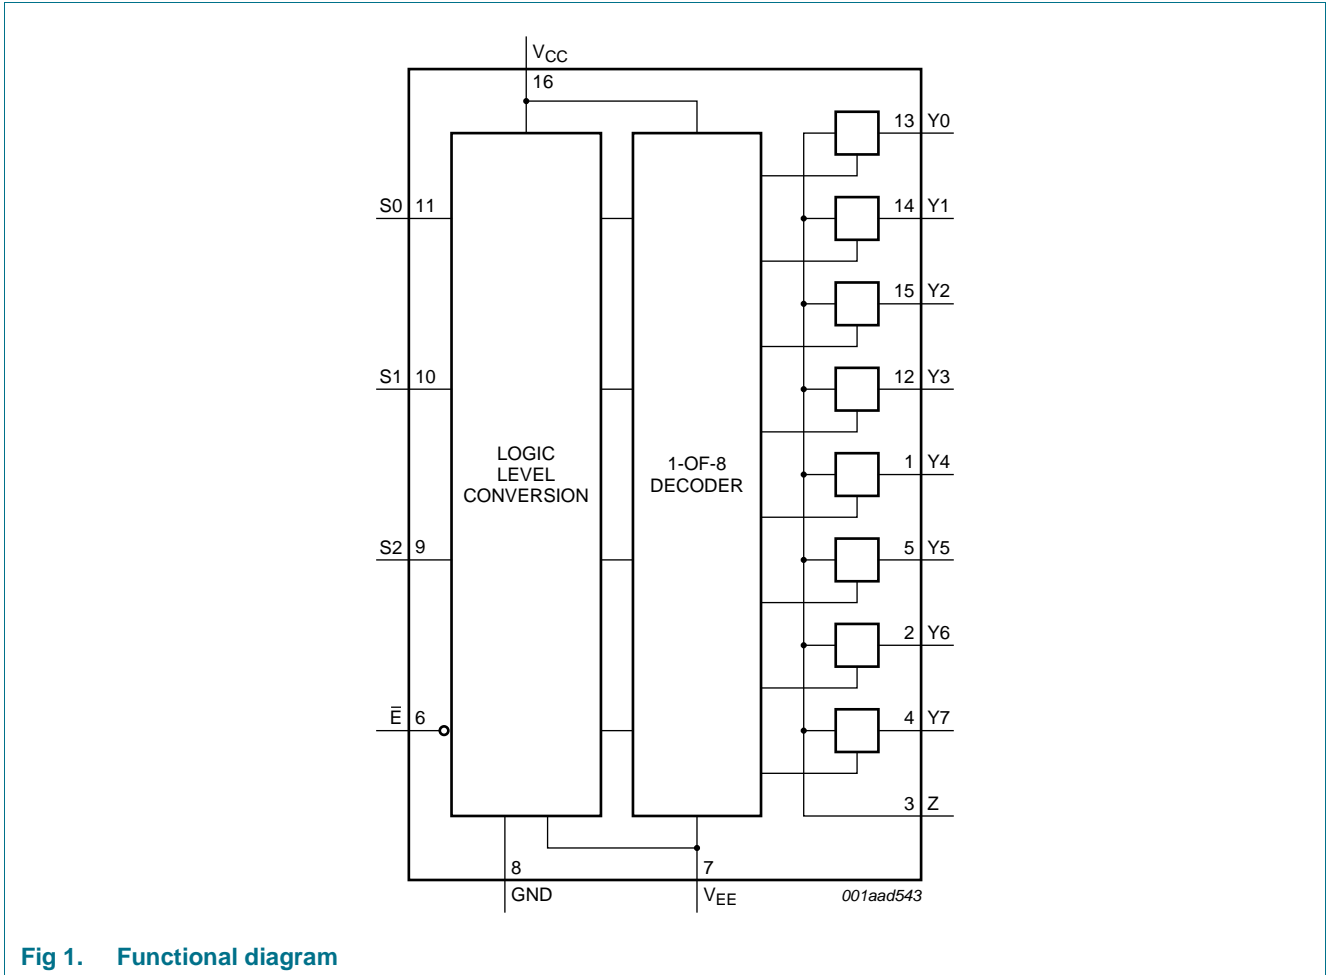 VCC
16
13 Y0
S0 11
14 Y1
15 Y2
S1 10
12 Y3
LOGIC
LEVEL
CONVERSION
1-OF-8
DECODER
1 Y4
S2 9
5 Y5
2 Y6
E̅ 6
4 Y7
3 Z
8
GND
7
VEE
001aad543
Fig 1. Functional diagram